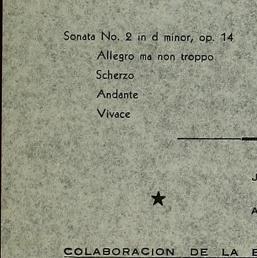 Sonata No. 2 in d minor, op. 14
Allegro ma non troppo
Scherzo
Andante
Vivace
J
A
COLABORACION DE LA E